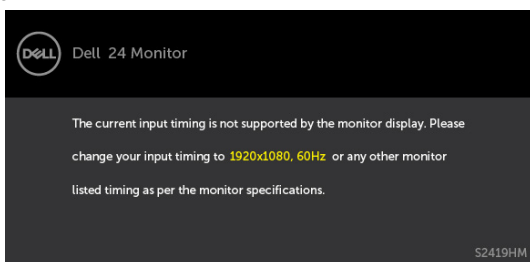 DELL
Dell 24 Monitor
The current input timing is not supported by the monitor display. Please
change your input timing to 1920x1080, 60Hz or any other monitor
listed timing as per the monitor specifications.
S2419HM